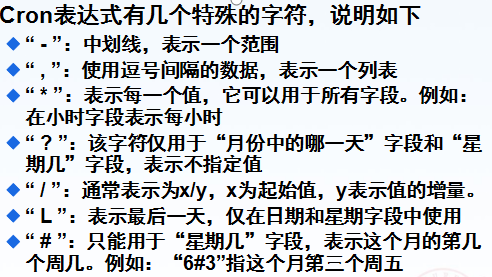 Cron表达式有几个特殊的字符，说明如下
“ - ”：中划线，表示一个范围
“ , ”：使用逗号间隔的数据，表示一个列表
“ * ”：表示每一个值，它可以用于所有字段。例如：
在小时字段表示每小时
“ ? ”：该字符仅用于“月份中的哪一天”字段和“星
期几”字段，表示不指定值
“ / ”：通常表示为x/y，x为起始值，y表示值的增量。
“ L ”：表示最后一天，仅在日期和星期字段中使用
“ # ”：只能用于“星期几”字段，表示这个月的第几
个周几。例如：“6#3”指这个月第三个周五